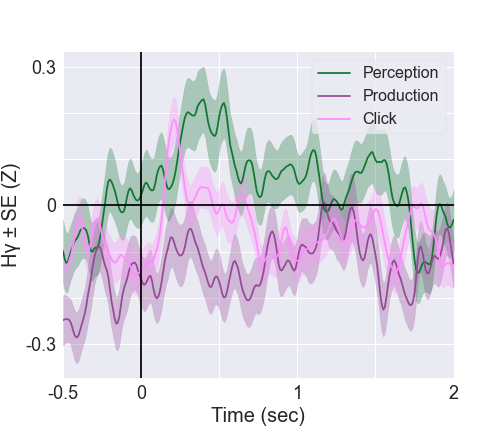 Perception
Production
Click
0.3
0
-0.3
Hγ ± SE (Z)
-0.5
0
1
2
Time (sec)